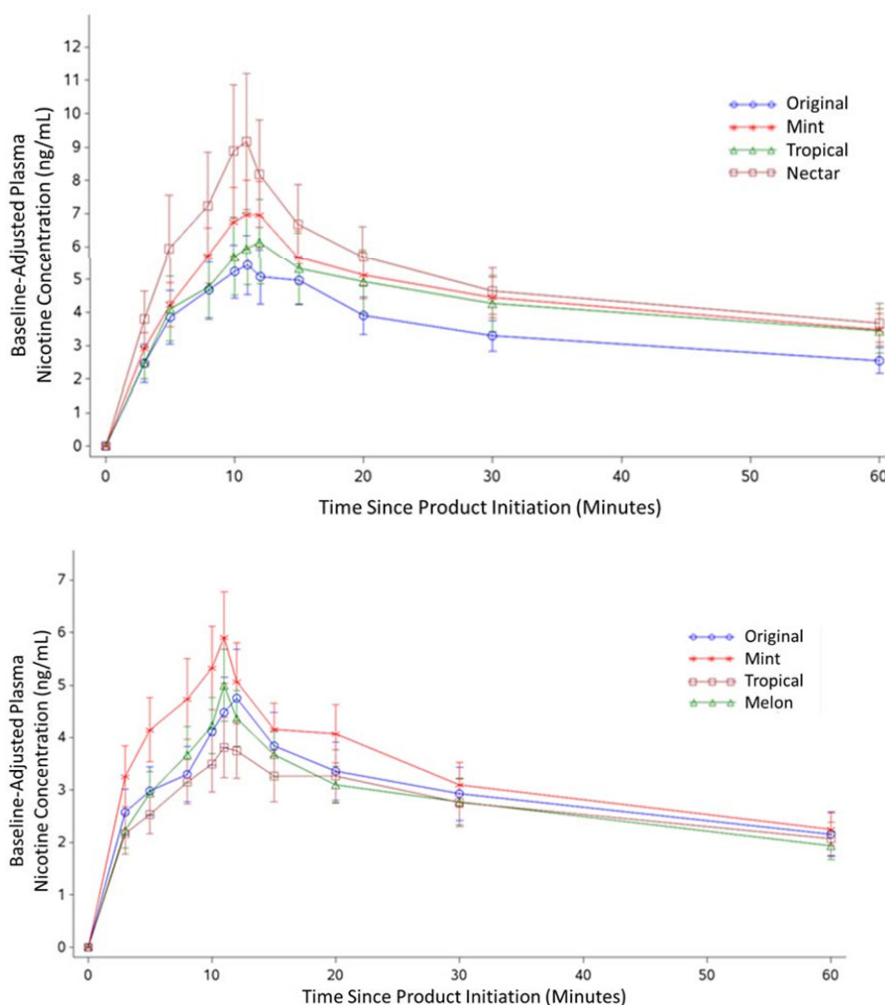 12
11
10
9
8
7
6
5
4
3
2
1
0
Baseline-Adjusted Plasma
Nicotine Concentration (ng/mL)
Original
Mint
Tropical
Nectar
0 10 20 30 40 50 60
Time Since Product Initiation (Minutes)
7
6
5
4
3
2
1
0
Baseline-Adjusted Plasma
Nicotine Concentration (ng/mL)
Original
Mint
Tropical
Melon
0 10 20 30 40 50 60
Time Since Product Initiation (Minutes)